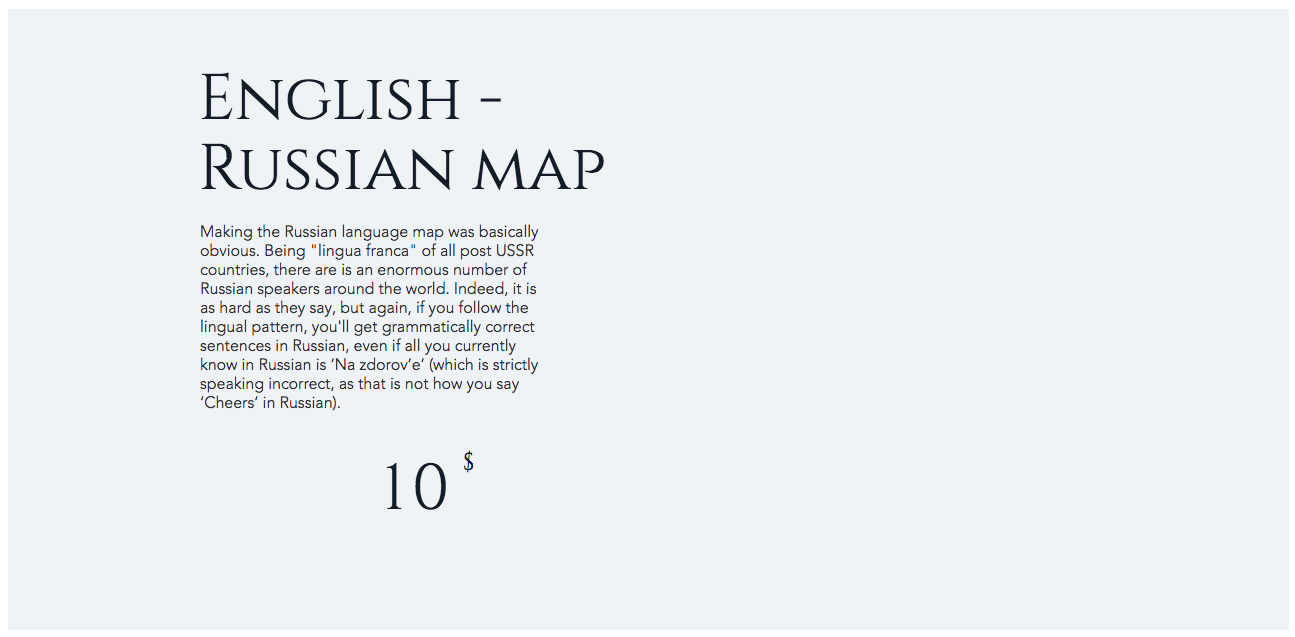 English -
Russian map
Making the Russian language map was basically
obvious. Being "lingua franca" of all post USSR
countries, there are is an enormous number of
Russian speakers around the world. Indeed, it is
as hard as they say, but again, if you follow the
lingual pattern, you'll get grammatically correct
sentences in Russian, even if all you currently
know in Russian is ‘Na zdorov’e’ (which is strictly
speaking incorrect, as that is not how you say
‘Cheers’ in Russian).
10 $